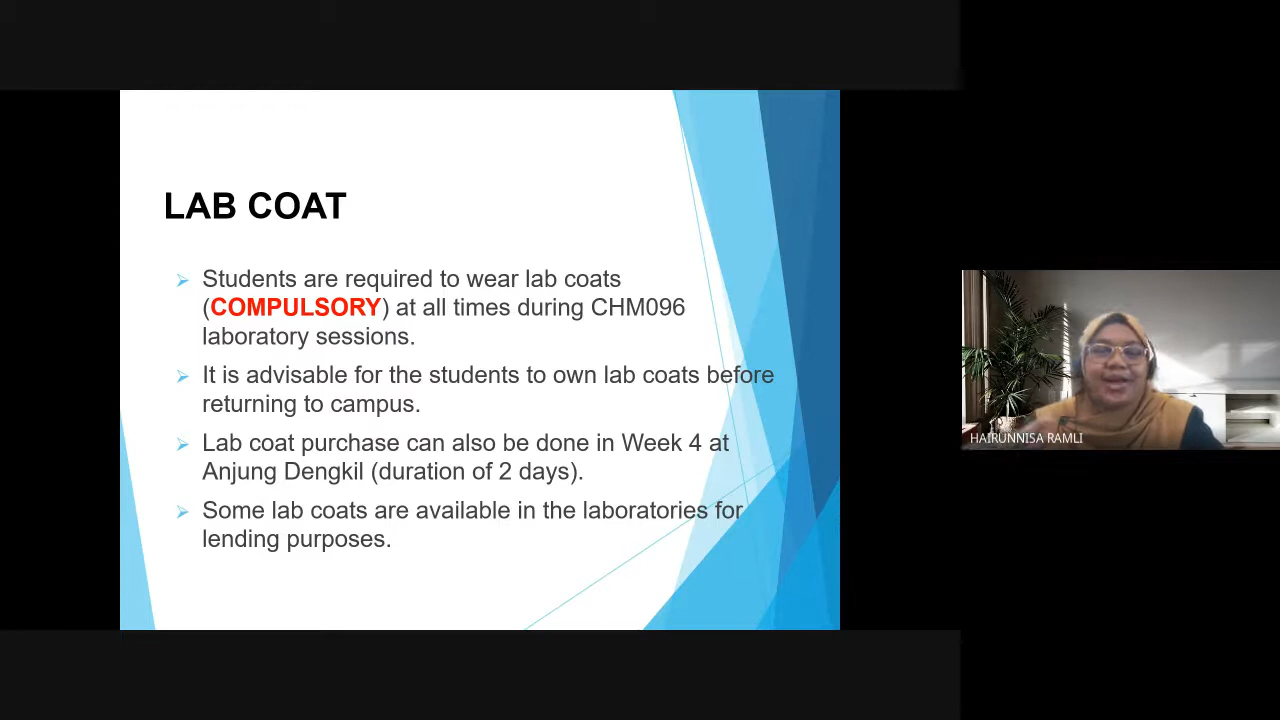 LAB COAT
Students are required to wear lab coats
(COMPULSORY) at all times during CHM096
laboratory sessions.
It is advisable for the students to own lab coats before
returning to campus.
Lab coat purchase can also be done in Week 4 at
Anjung Dengkil (duration of 2 days).
Some lab coats are available in the laboratories for
lending purposes.
HAIRUNNISA RAMLI